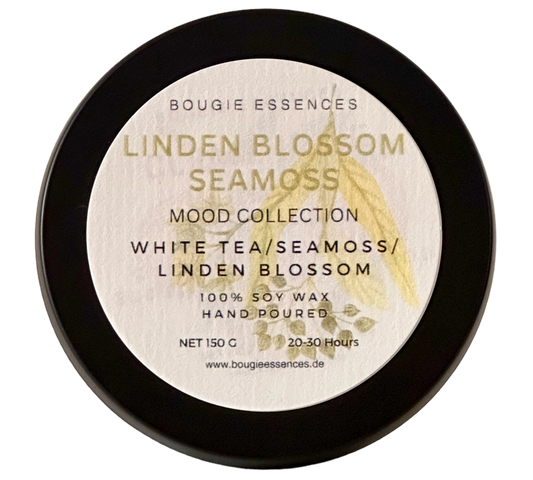 BOUGIE ESSENCES
LINDEN BLOSSOM
SEAMOSS
MOOD COLLECTION
WHITE TEA/SEAMOSS/
LINDEN BLOSSOM
100% SOY WAX
HAND POURED
NET 150 G 20-30 Hours
www.bougieessences.de